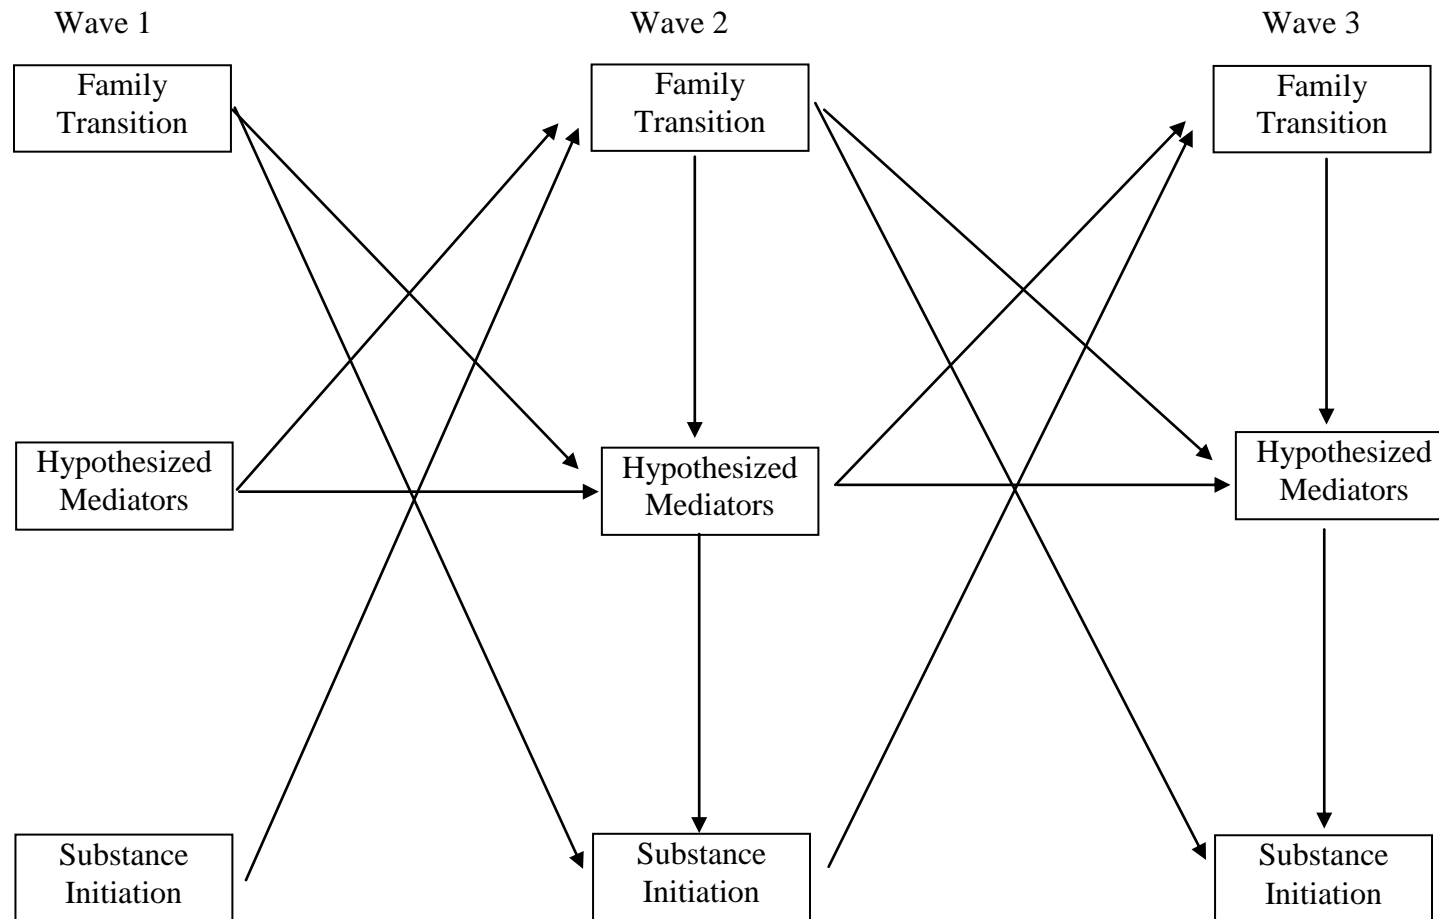 Wave 1
Wave 2
Wave 3
Family
Transition
Family
Transition
Family
Transition
Hypothesized
Mediators
Hypothesized
Mediators
Hypothesized
Mediators
Substance
Initiation
Substance
Initiation
Substance
Initiation